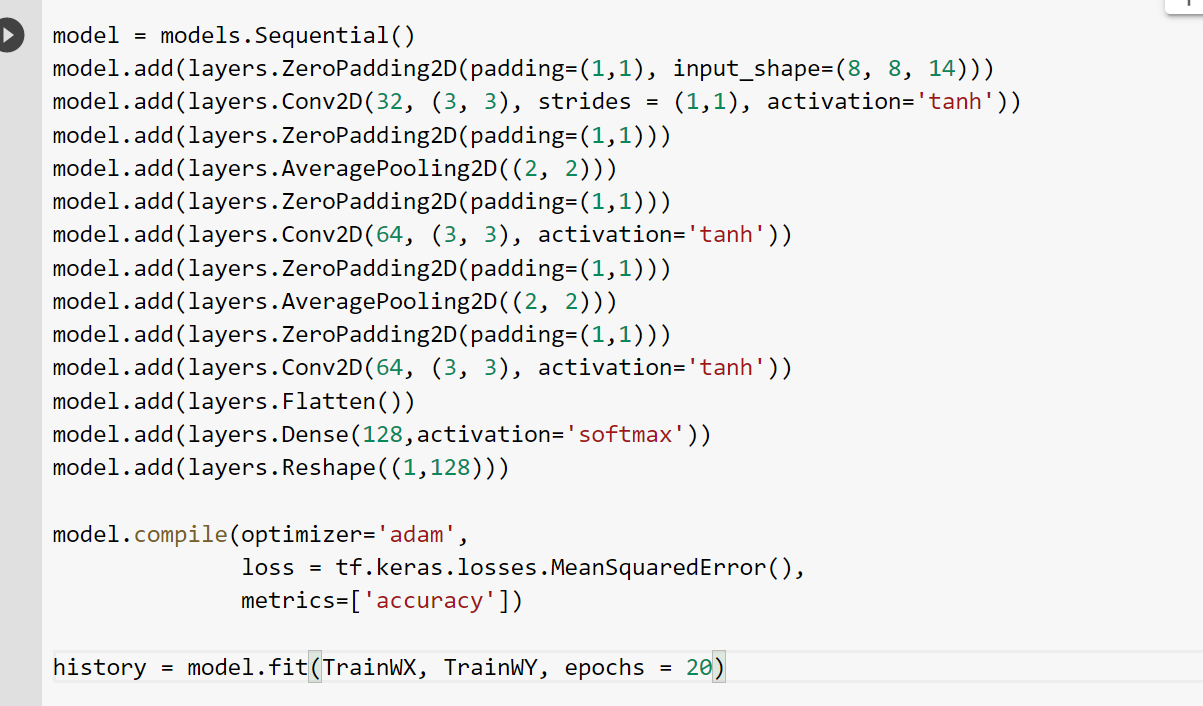 model = models.Sequential()
model.add(layers.ZeroPadding2D(padding=(1,1), input_shape=(8, 8, 14)))
model.add(layers.Conv2D(32, (3, 3), strides = (1,1), activation='tanh'))
model.add(layers.ZeroPadding2D(padding=(1,1)))
model.add(layers.AveragePooling2D((2, 2)))
model.add(layers.ZeroPadding2D(padding=(1,1)))
model.add(layers.Conv2D(64, (3, 3), activation='tanh'))
model.add(layers.ZeroPadding2D(padding=(1,1)))
model.add(layers.AveragePooling2D((2, 2)))
model.add(layers.ZeroPadding2D(padding=(1,1)))
model.add(layers.Conv2D(64, (3, 3), activation='tanh'))
model.add(layers.Flatten())
model.add(layers.Dense(128,activation='softmax'))
model.add(layers.Reshape((1,128)))

model.compile(optimizer='adam',
              loss = tf.keras.losses.MeanSquaredError(),
              metrics=['accuracy'])

history = model.fit(TrainWX, TrainWY, epochs = 20)